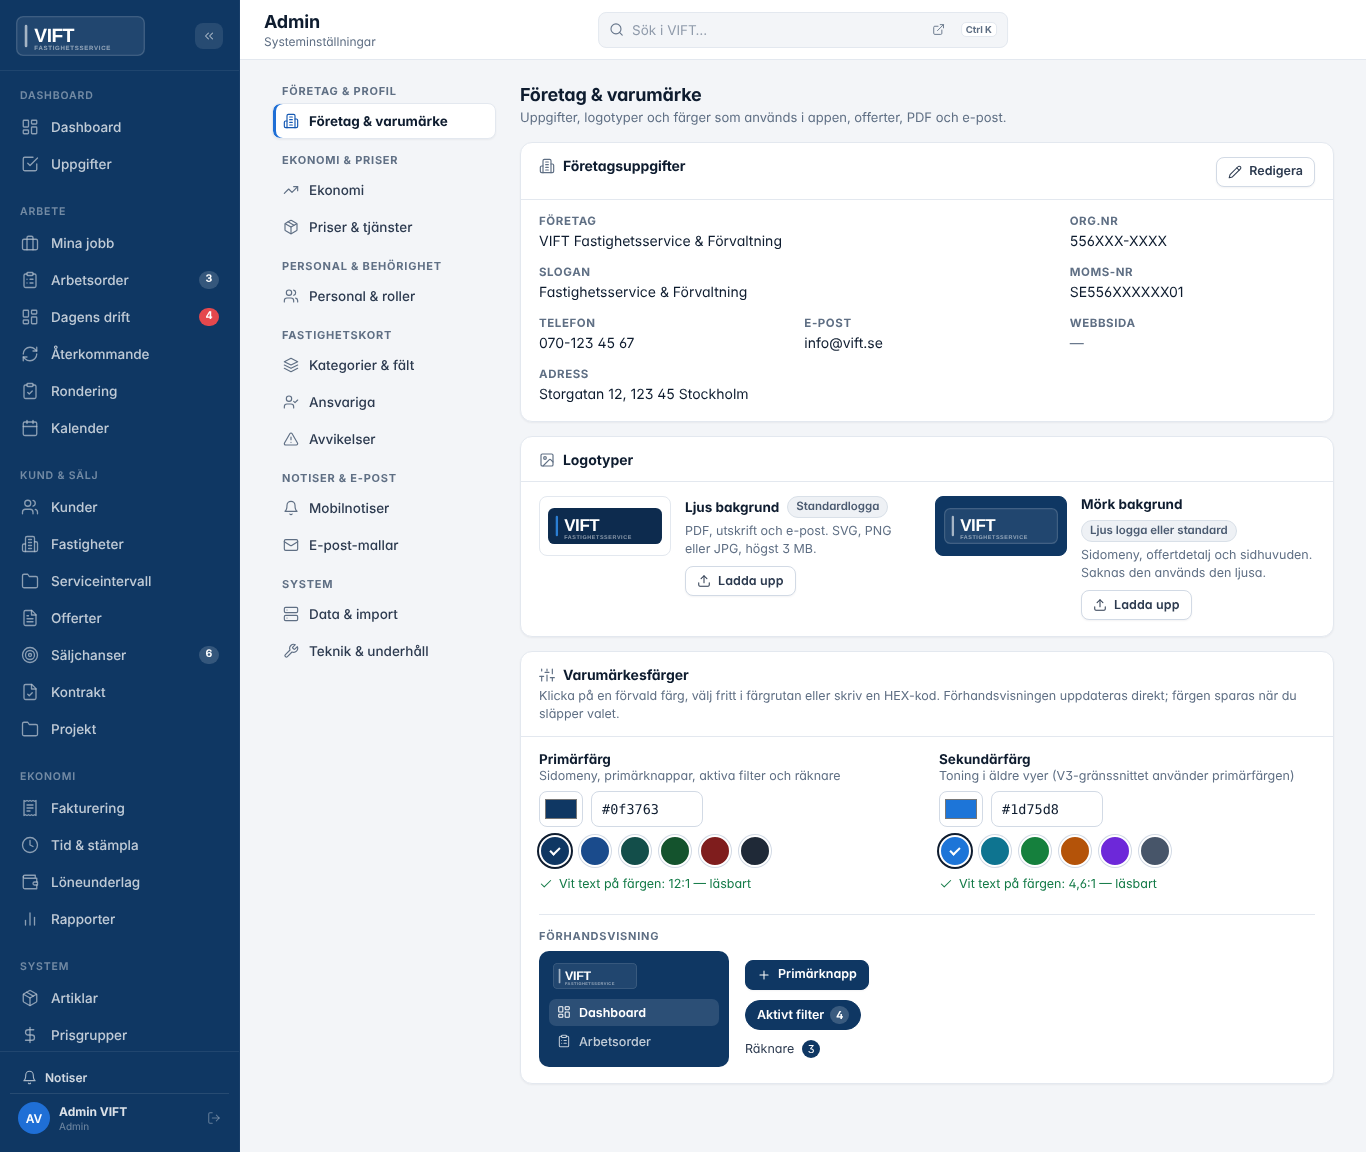 VIFT
FASTIGHETSSERVICE
DASHBOARD
Dashboard
Uppgifter
ARBETE
Mina jobb
Arbetsorder 3
Dagens drift 4
Återkommande
Rondering
Kalender
KUND & SÄLJ
Kunder
Fastigheter
Serviceintervall
Offerter
Säljchanser 6
Kontrakt
Projekt
EKONOMI
Fakturering
Tid & stämpla
Löneunderlag
Rapporter
SYSTEM
Artiklar
Prisgrupper
Notiser
AV
Admin VIFT
Admin
Admin
Systeminställningar
Sök i VIFT... Ctrl K
FÖRETAG & PROFIL
Företag & varumärke
EKONOMI & PRISER
Ekonomi
Priser & tjänster
PERSONAL & BEHÖRIGHET
Personal & roller
FASTIGHETSKORT
Kategorier & fält
Ansvariga
Avvikelser
NOTISER & E-POST
Mobilnotiser
E-post-mallar
SYSTEM
Data & import
Teknik & underhåll
Företag & varumärke
Uppgifter, logotyper och färger som används i appen, offerter, PDF och e-post.
Företagsuppgifter
Redigera
FÖRETAG
VIFT Fastighetsservice & Förvaltning
ORG.NR
556XXX-XXXX
SLOGAN
Fastighetsservice & Förvaltning
MOMS-NR
SE556XXXXXX01
TELEFON
070-123 45 67
E-POST
info@vift.se
WEBBSIDA
—
ADRESS
Storgatan 12, 123 45 Stockholm
Logotyper
VIFT
FASTIGHETSSERVICE
Ljus bakgrund Standardlogga
PDF, utskrift och e-post. SVG, PNG
eller JPG, högst 3 MB.
Ladda upp
VIFT
FASTIGHETSSERVICE
Mörk bakgrund
Ljus logga eller standard
Sidomeny, offertdetalj och sidhuvuden.
Saknas den används den ljusa.
Ladda upp
Varumärkesfärger
Klicka på en förvald färg, välj fritt i färgrutan eller skriv en HEX-kod. Förhandsvisningen uppdateras direkt; färgen sparas när du
släpper valet.
Primärfärg
Sidomeny, primärknappar, aktiva filter och räknare
#0f3763
Vit text på färgen: 12:1 — läsbart
Sekundärfärg
Toning i äldre vyer (V3-gränssnittet använder primärfärgen)
#1d75d8
Vit text på färgen: 4,6:1 — läsbart
FÖRHANDSVISNING
VIFT
FASTIGHETSSERVICE
Dashboard
Arbetsorder
Primärknapp
Aktivt filter 4
Räknare 3